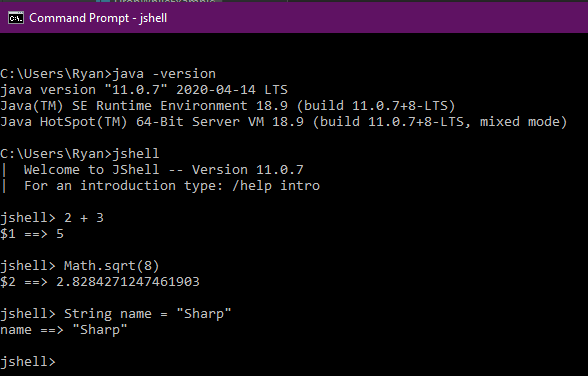 Command Prompt - jshell
C:\Users\Ryan>java -version
java version "11.0.7" 2020-04-14 LTS
Java(TM) SE Runtime Environment 18.9 (build 11.0.7+8-LTS)
Java HotSpot(TM) 64-Bit Server VM 18.9 (build 11.0.7+8-LTS, mixed mode)
C:\Users\Ryan>jshell
|  Welcome to JShell -- Version 11.0.7
|  For an introduction type: /help intro
jshell> 2 + 3
$1 ==> 5
jshell> Math.sqrt(8)
$2 ==> 2.8284271247461903
jshell> String name = "Sharp"
name ==> "Sharp"
jshell>